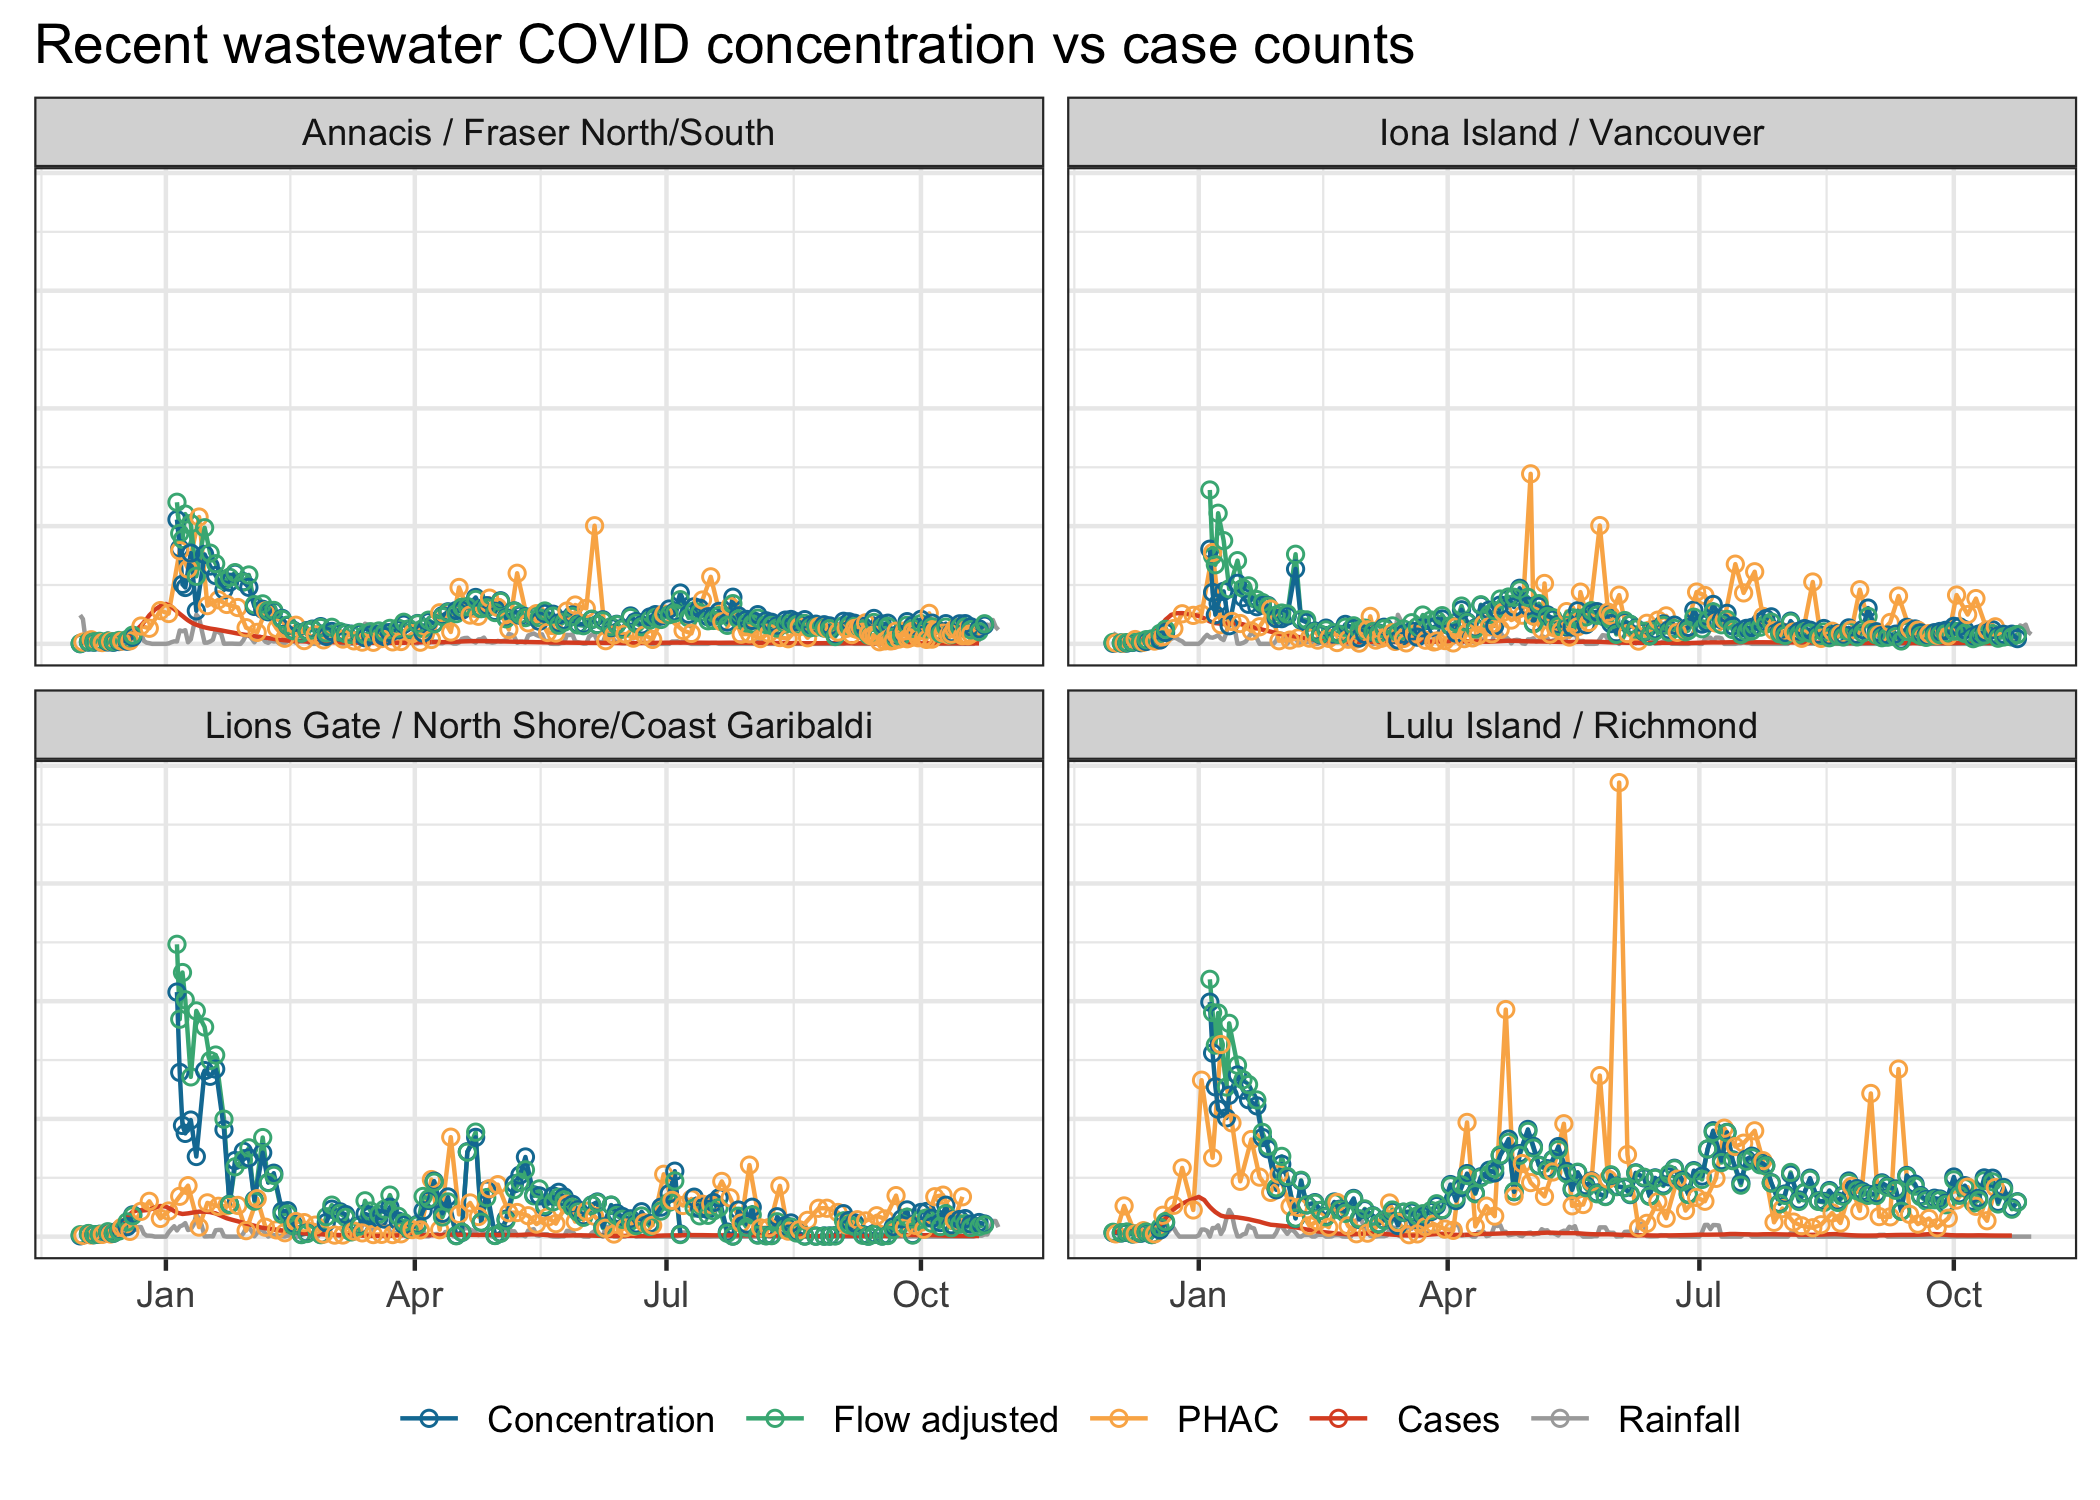 Recent wastewater COVID concentration vs case counts
Annacis / Fraser North/South
Iona Island / Vancouver
Lions Gate / North Shore/Coast Garibaldi
Lulu Island / Richmond
Jan Apr Jul Oct Jan Apr Jul Oct
Concentration Flow adjusted PHAC Cases Rainfall